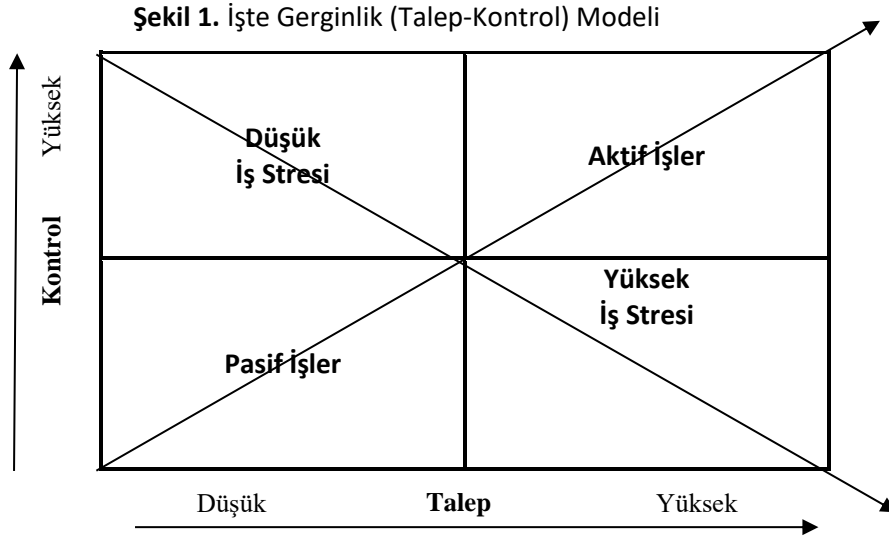 Şekil 1. İşte Gerginlik (Talep-Kontrol) Modeli
Yüksek
Kontrol
Düşük
İş Stresi
Aktif İşler
Yüksek
İş Stresi
Pasif İşler
Düşük
Talep
Yüksek